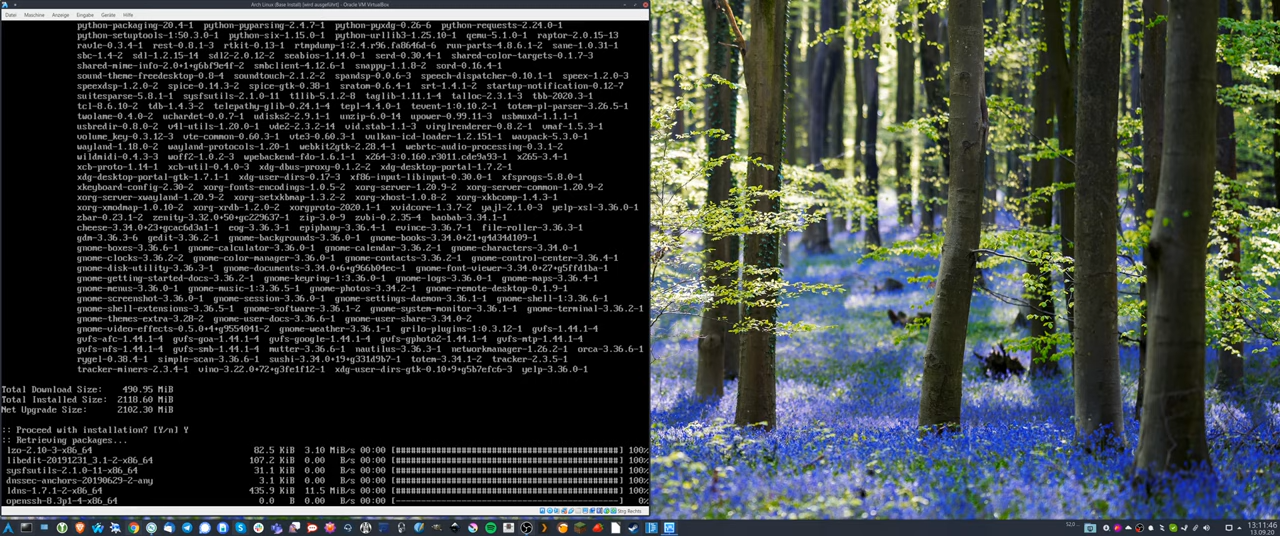 Arch Linux (Base Install) [wird ausgeführt] - Oracle VM VirtualBox
Datei Maschine Anzeige Eingabe Geräte Hilfe
python-packaging-20.4-1 python-pyparsing-2.4.7-1 python-pyxdg-0.26-6 python-requests-2.24.0-1
python-setuptools-1:50.3.0-1 python-six-1.15.0-1 python-urllib3-1.25.10-1 qemu-5.1.0-1 raptor-2.0.15-13
rav1e-0.3.4-1 rest-0.8.1-3 rtkit-0.13-1 rtmpdump-1:2.4.r96.fa8646d-6 run-parts-4.8.6.1-2 sane-1.0.31-1
sbc-1.4-2 sdl-1.2.15-14 sdl2-2.0.12-2 seabios-1.14.0-1 serd-0.30.4-1 shared-color-targets-0.1.7-3
shared-mime-info-2.0+1+g6bf9e4f-2 smbclient-4.12.6-1 snappy-1.1.8-2 sord-0.16.4-1
sound-theme-freedesktop-0.8-4 soundtouch-2.1.2-2 spandsp-0.0.6-3 speech-dispatcher-0.10.1-1 speex-1.2.0-3
speexdsp-1.2.0-2 spice-0.14.3-2 spice-gtk-0.38-1 sratom-0.6.4-1 srt-1.4.1-2 startup-notification-0.12-7
suitesparse-5.8.1-1 sysfsutils-2.1.0-11 taglib-1.11.1-4 talloc-2.3.1-3 tbb-2020.3-1
tcl-8.6.10-2 tdb-1.4.3-2 telepathy-glib-0.24.1-4 tepl-4.4.0-1 tevent-1:0.10.2-1 totem-pl-parser-3.26.5-1
twolame-0.4.0-2 uchardet-0.0.7-1 udisks2-2.9.1-1 unzip-6.0-14 upower-0.99.11-3 usbmuxd-1.1.1-1
usbredir-0.8.0-2 v4l-utils-1.20.0-1 vde2-2.3.2-14 vid.stab-1.1-3 virglrenderer-0.8.2-1 vmaf-1.5.3-1
volume_key-0.3.12-3 vte-common-0.60.3-1 vte3-0.60.3-1 vulkan-icd-loader-1.2.151-1 wavpack-5.3.0-1
wayland-1.18.0-2 wayland-protocols-1.20-1 webkit2gtk-2.28.4-1 webrtc-audio-processing-0.3.1-2
wildmidi-0.4.3-3 woff2-1.0.2-3 wpebackend-fdo-1.6.1-1 x264-3:0.160.r3011.cde9a93-1 x265-3.4-1
xcb-proto-1.14-1 xcb-util-0.4.0-3 xdg-dbus-proxy-0.1.2-2 xdg-desktop-portal-1.7.2-1
xdg-desktop-portal-gtk-1.7.1-1 xdg-user-dirs-0.17-3 xf86-input-libinput-0.30.0-1 xfsprogs-5.8.0-1
xkeyboard-config-2.30-2 xorg-fonts-encodings-1.0.5-2 xorg-server-1.20.9-2 xorg-server-common-1.20.9-2
xorg-server-xwayland-1.20.9-2 xorg-setxkbmap-1.3.2-2 xorg-xhost-1.0.8-2 xorg-xkbcomp-1.4.3-1
xorg-xmodmap-1.0.10-2 xorg-xrdb-1.2.0-2 xorgproto-2020.1-1 xvidcore-1.3.7-2 yajl-2.1.0-3 yelp-xsl-3.36.0-1
zbar-0.23.1-2 zenity-3.32.0+50+gc229637-1 zip-3.0-9 zvbi-0.2.35-4 baobab-3.34.1-1
cheese-3.34.0+23+gcac6d3a1-1 eog-3.36.3-1 epiphany-3.36.4-1 evince-3.36.7-1 file-roller-3.36.3-1
gdm-3.36.3-6 gedit-3.36.2-1 gnome-backgrounds-3.36.0-1 gnome-books-3.34.0+21+g4d34d109-1
gnome-boxes-3.36.6-1 gnome-calculator-3.36.0-1 gnome-calendar-3.36.2-1 gnome-characters-3.34.0-1
gnome-clocks-3.36.2-2 gnome-color-manager-3.36.0-1 gnome-contacts-3.36.2-1 gnome-control-center-3.36.4-1
gnome-disk-utility-3.36.3-1 gnome-documents-3.34.0+6+g966b04ec-1 gnome-font-viewer-3.34.0+27+g5ffd1ba-1
gnome-getting-started-docs-3.36.2-1 gnome-keyring-1:3.36.0-1 gnome-logs-3.36.0-1 gnome-maps-3.36.4-1
gnome-menus-3.36.0-1 gnome-music-1:3.36.5-1 gnome-photos-3.34.2-1 gnome-remote-desktop-0.1.9-1
gnome-screenshot-3.36.0-1 gnome-session-3.36.0-1 gnome-settings-daemon-3.36.1-1 gnome-shell-1:3.36.6-1
gnome-shell-extensions-3.36.5-1 gnome-software-3.36.1-2 gnome-system-monitor-3.36.1-1 gnome-terminal-3.36.2-1
gnome-themes-extra-3.28-2 gnome-user-docs-3.36.6-1 gnome-user-share-3.34.0-2
gnome-video-effects-0.5.0+4+g9554041-2 gnome-weather-3.36.1-1 grilo-plugins-1:0.3.12-1 gvfs-1.44.1-4
gvfs-afc-1.44.1-4 gvfs-goa-1.44.1-4 gvfs-google-1.44.1-4 gvfs-gphoto2-1.44.1-4 gvfs-mtp-1.44.1-4
gvfs-nfs-1.44.1-4 gvfs-smb-1.44.1-4 mutter-3.36.6-1 nautilus-3.36.3-1 networkmanager-1.26.2-1 orca-3.36.6-1
rygel-0.38.4-1 simple-scan-3.36.6-1 sushi-3.34.0+19+g331d9b7-1 totem-3.34.1-2 tracker-2.3.5-1
tracker-miners-2.3.4-1 vino-3.22.0+72+g3fe1f12-1 xdg-user-dirs-gtk-0.10+9+g5b7efc6-3 yelp-3.36.0-1
Total Download Size: 490.95 MiB
Total Installed Size: 2118.60 MiB
Net Upgrade Size: 2102.30 MiB
:: Proceed with installation? [Y/n] Y
:: Retrieving packages...
lzo-2.10-3-x86_64 82.5 KiB 3.10 MiB/s 00:00 [######################################] 100%
libedit-20191231_3.1-2-x86_64 107.2 KiB 0.00 B/s 00:00 [######################################] 100%
sysfsutils-2.1.0-11-x86_64 31.1 KiB 0.00 B/s 00:00 [######################################] 100%
dnssec-anchors-20190629-2-any 3.1 KiB 0.00 B/s 00:00 [######################################] 100%
ldns-1.7.1-2-x86_64 435.9 KiB 11.5 MiB/s 00:00 [######################################] 100%
openssh-8.3p1-4-x86_64 0.0 B 0.00 B/s 00:00 [--------------------------------------] 0%
Strg Rechts
52,0 ...
13:11:46
13.09.20